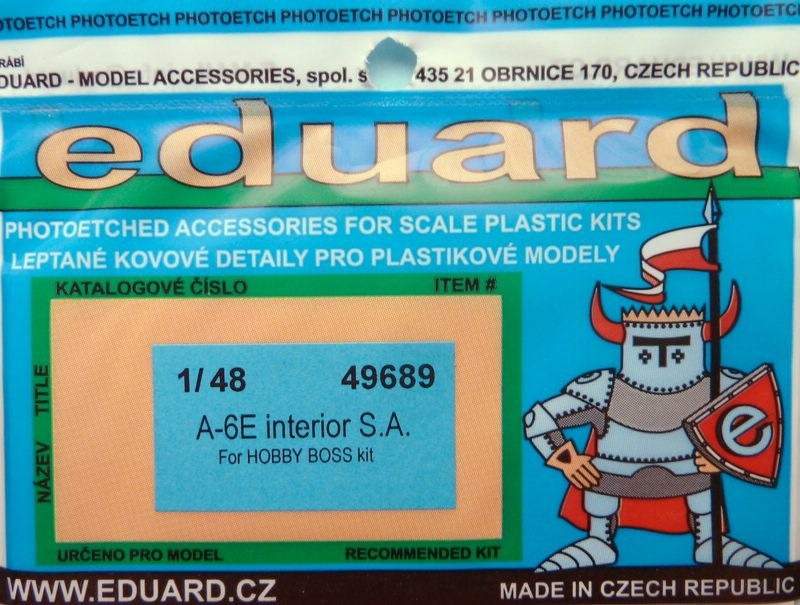 PHOTOETCH PHOTOETCH PHOTOETCH PHOTOETCH PHOTOETCH PHOTOETCH PHOTOETCH
435 21 OBRNICE 170, CZECH REPUBLIC
- MODEL ACCESSORIES, spol.
eduard
PHOTOETCHED ACCESSORIES FOR SCALE PLASTIC KITS
LEPTANÉ KOVOVÉ DETAILY PRO PLASTIKOVÉ MODELY
KATALOGOVÉ ČÍSLO ITEM #
NÁZEV TITLE
1/48 49689
A-6E interior S.A.
For HOBBY BOSS kit
e
URČENO PRO MODEL RECOMMENDED KIT
WWW.EDUARD.CZ MADE IN CZECH REPUBLIC